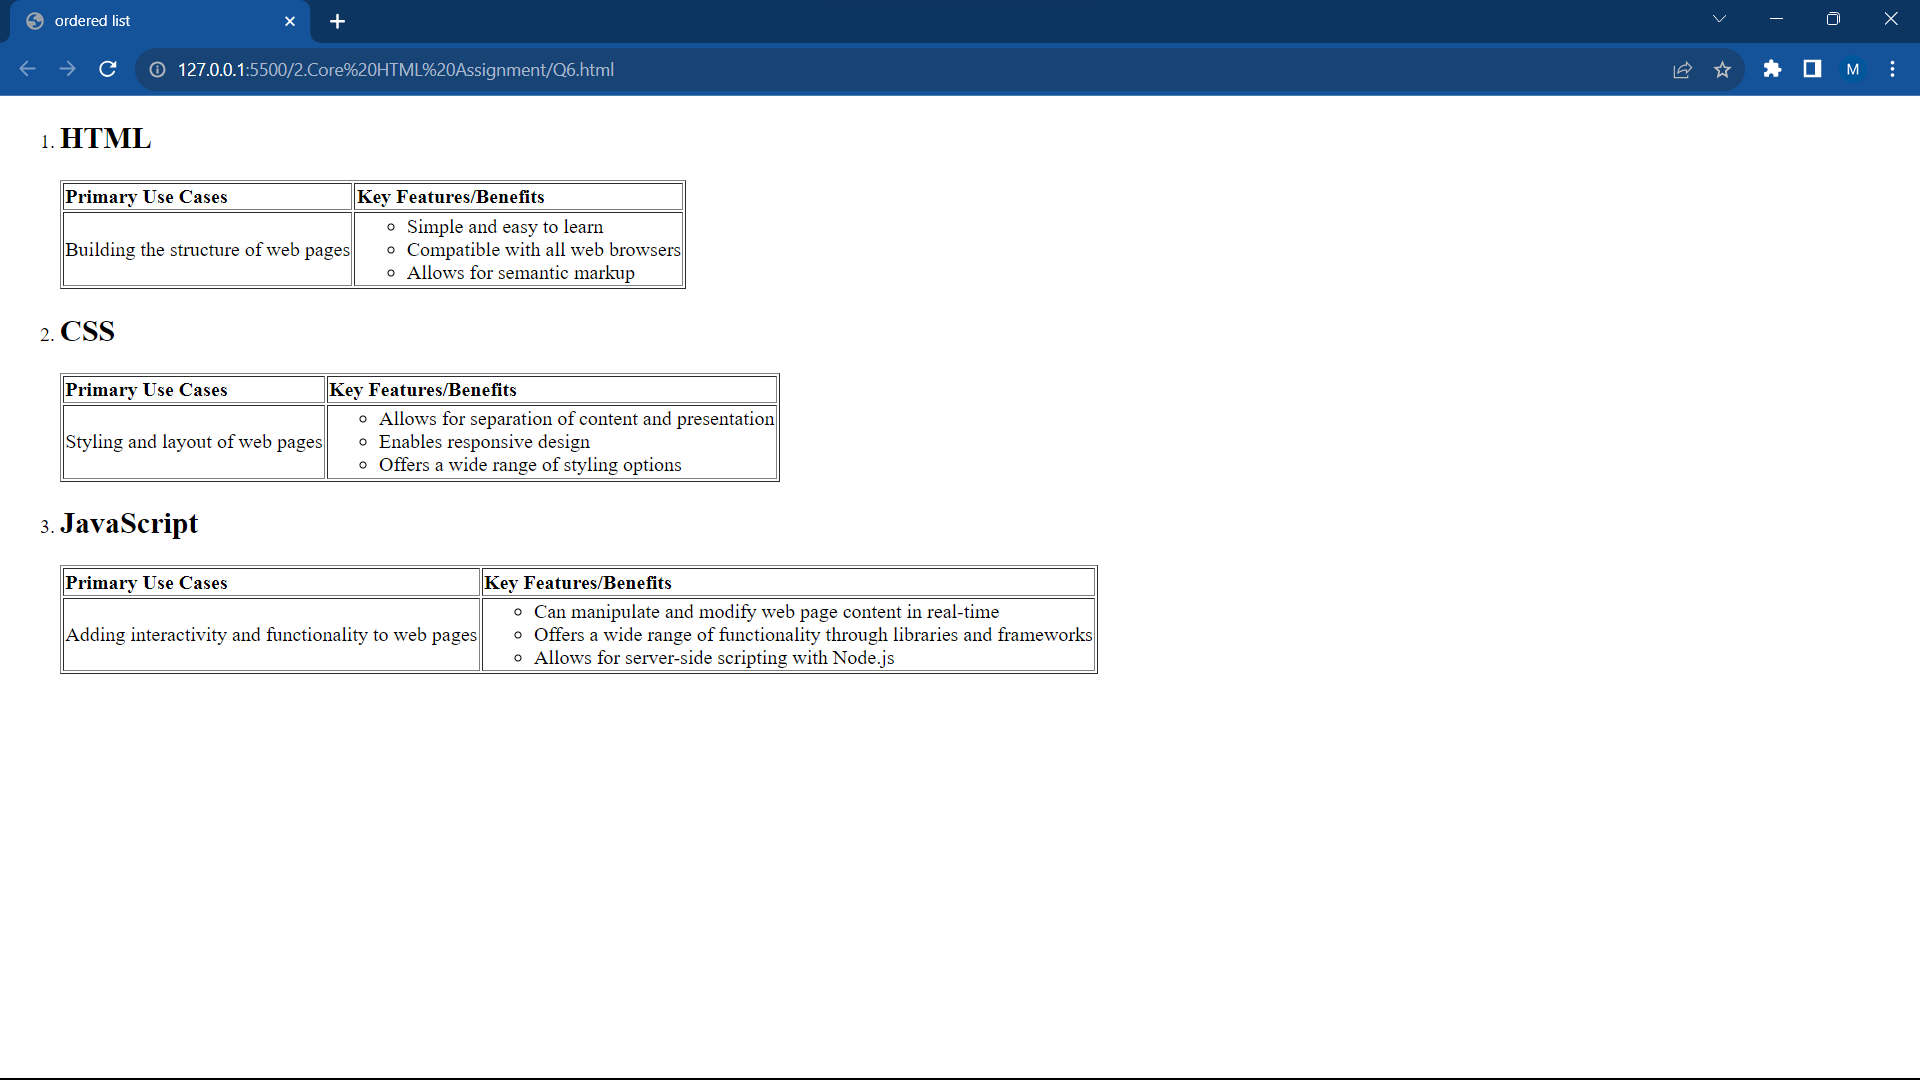 ordered list
127.0.0.1:5500/2.Core%20HTML%20Assignment/Q6.html
M
1. HTML
Primary Use Cases Key Features/Benefits
Building the structure of web pages
Simple and easy to learn
Compatible with all web browsers
Allows for semantic markup
2. CSS
Primary Use Cases Key Features/Benefits
Styling and layout of web pages
Allows for separation of content and presentation
Enables responsive design
Offers a wide range of styling options
3. JavaScript
Primary Use Cases Key Features/Benefits
Adding interactivity and functionality to web pages
Can manipulate and modify web page content in real-time
Offers a wide range of functionality through libraries and frameworks
Allows for server-side scripting with Node.js